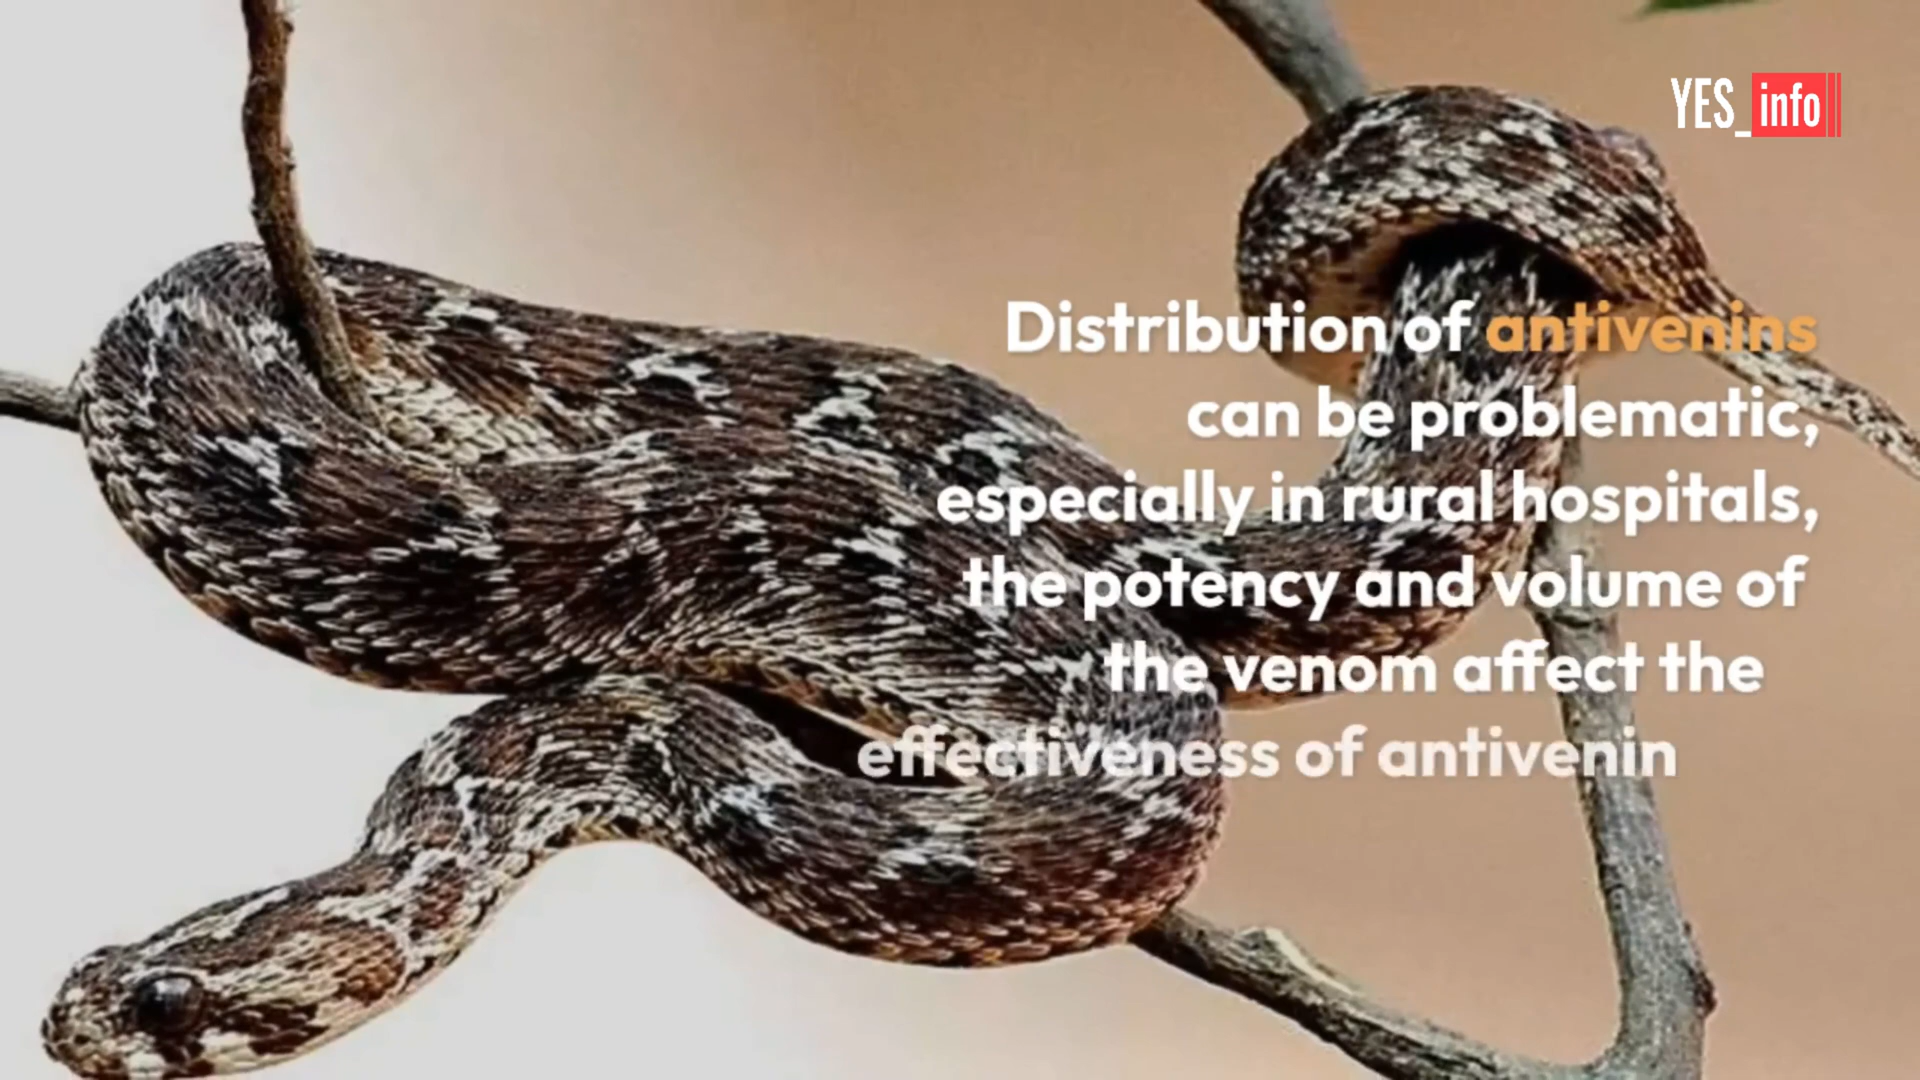 YES_info
Distribution of antivenins
can be problematic,
especially in rural hospitals,
the potency and volume of
the venom affect the
effectiveness of antivenin